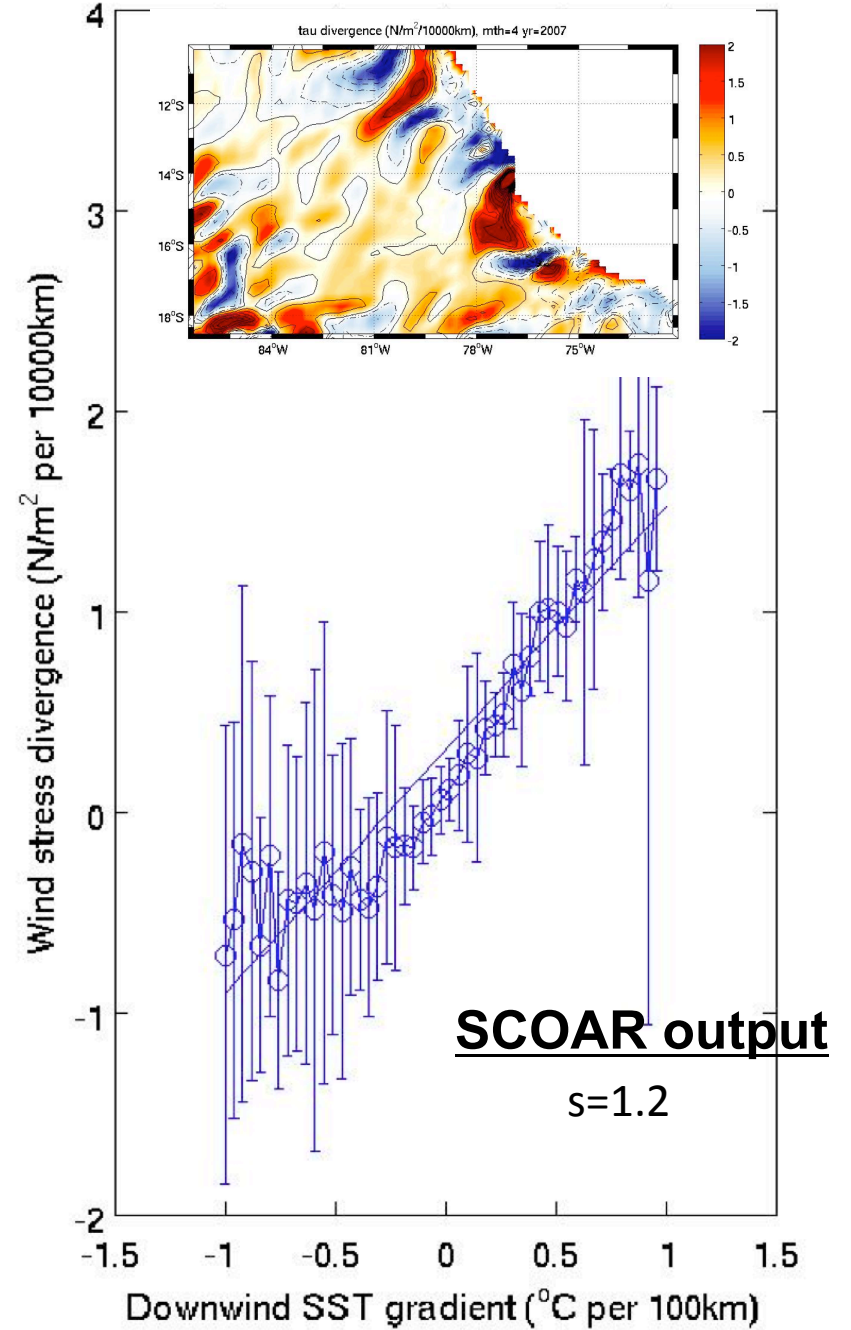 tau divergence (N/m²/10000km), mth=4 yr=2007
12°S
14°S
16°S
18°S
84°W
81°W
78°W
75°W
2
1.5
1
0.5
0
-0.5
-1
-1.5
-2
Wind stress divergence (N/m² per 10000km)
4
3
2
1
0
-1
-2
SCOAR output
s=1.2
-1.5
-1
-0.5
0
0.5
1
1.5
Downwind SST gradient (°C per 100km)